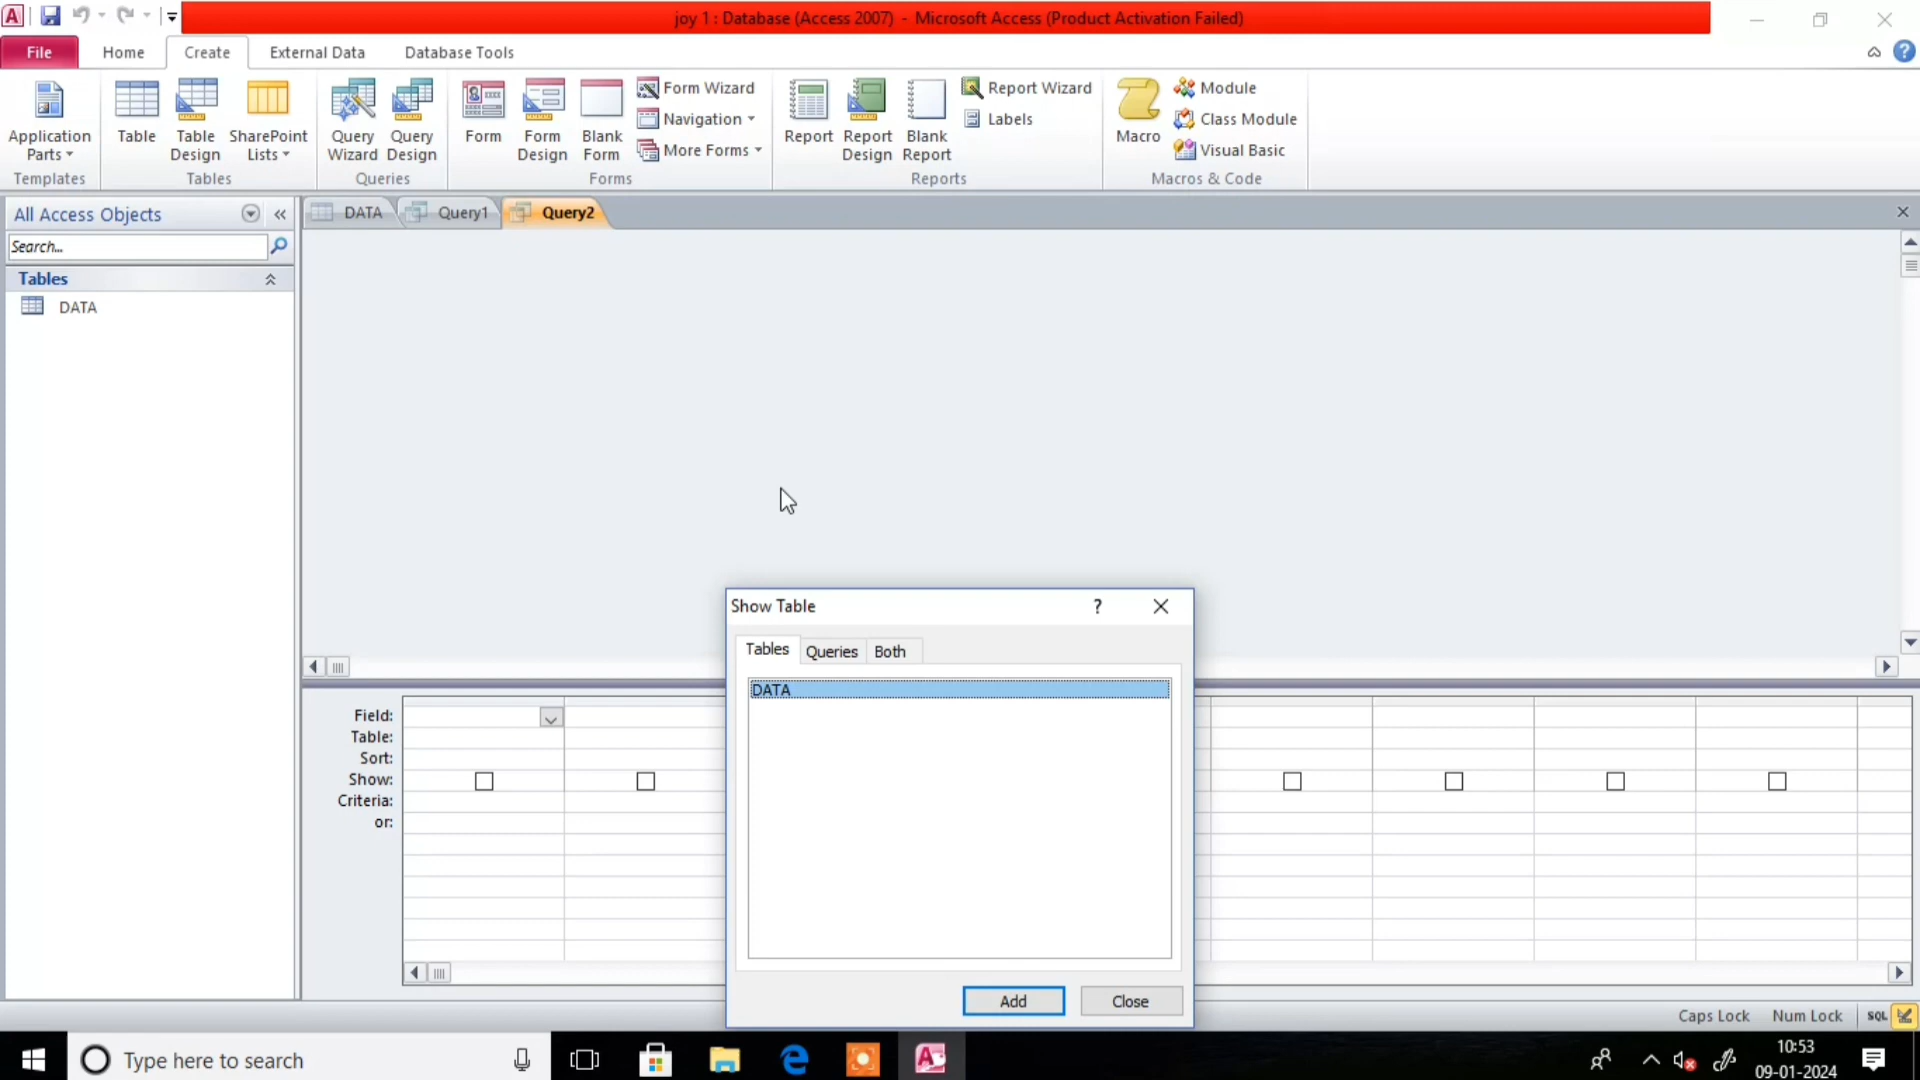 joy 1 : Database (Access 2007) - Microsoft Access (Product Activation Failed)
File Home Create External Data Database Tools
Application Parts
Table
Table Design
SharePoint Lists
Query Wizard
Query Design
Form
Form Design
Blank Form
Form Wizard
Navigation
More Forms
Report
Report Design
Blank Report
Report Wizard
Labels
Macro
Module
Class Module
Visual Basic
Templates Tables Queries Forms Reports Macros & Code
All Access Objects
Search...
Tables
DATA
DATA Query1 Query2
Show Table ?
Tables Queries Both
DATA
Add Close
Field:
Table:
Sort:
Show:
Criteria:
or:
Caps Lock Num Lock SQL
Type here to search
10:53
09-01-2024